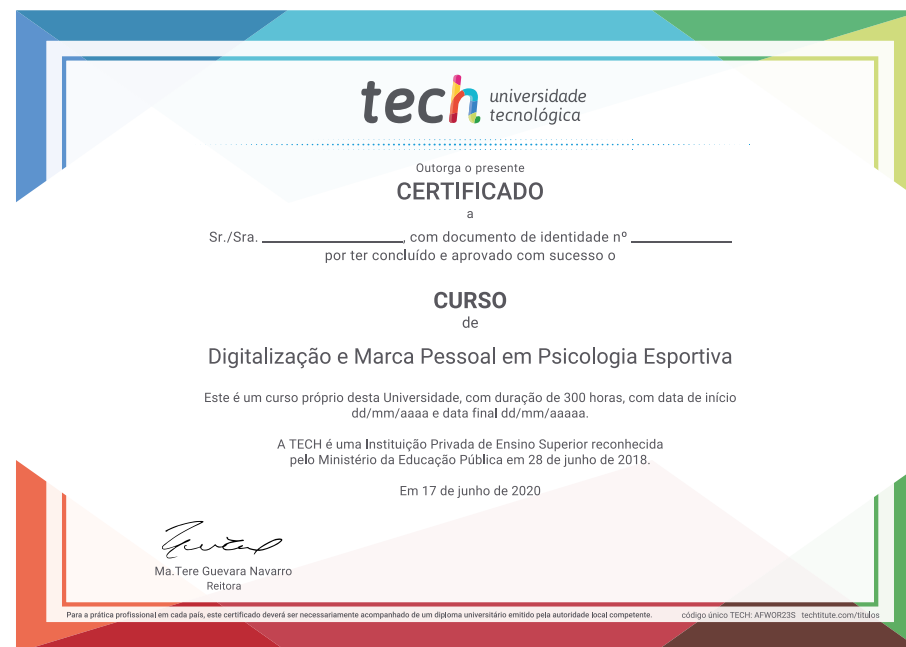 tech universidade
tecnológica
Outorga o presente
CERTIFICADO
a
Sr./Sra. ____________________, com documento de identidade nº ______________
por ter concluído e aprovado com sucesso o
CURSO
de
Digitalização e Marca Pessoal em Psicologia Esportiva
Este é um curso próprio desta Universidade, com duração de 300 horas, com data de início
dd/mm/aaaa e data final dd/mm/aaaaa.
A TECH é uma Instituição Privada de Ensino Superior reconhecida
pelo Ministério da Educação Pública em 28 de junho de 2018.
Em 17 de junho de 2020
Ma.Tere Guevara Navarro
Reitora
Para a prática profissional em cada país, este certificado deverá ser necessariamente acompanhado de um diploma universitário emitido pela autoridade local competente.
código único TECH: AFWOR23S techtitute.com/titulos